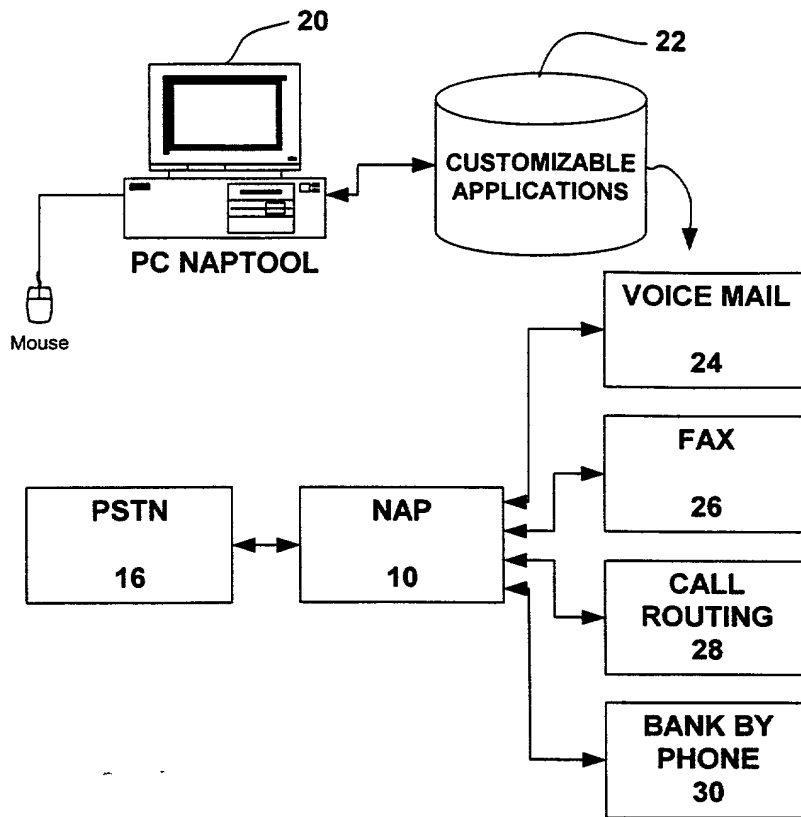 20
22
CUSTOMIZABLE
APPLICATIONS
PC NAPTOOL
Mouse
VOICE MAIL
24
FAX
26
PSTN
16
NAP
10
CALL
ROUTING
28
BANK BY
PHONE
30